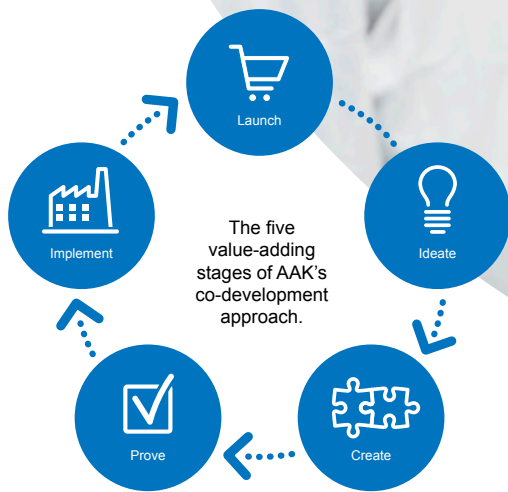 Launch
Ideate
Create
Prove
Implement
The five
value-adding
stages of AAK's
co-development
approach.